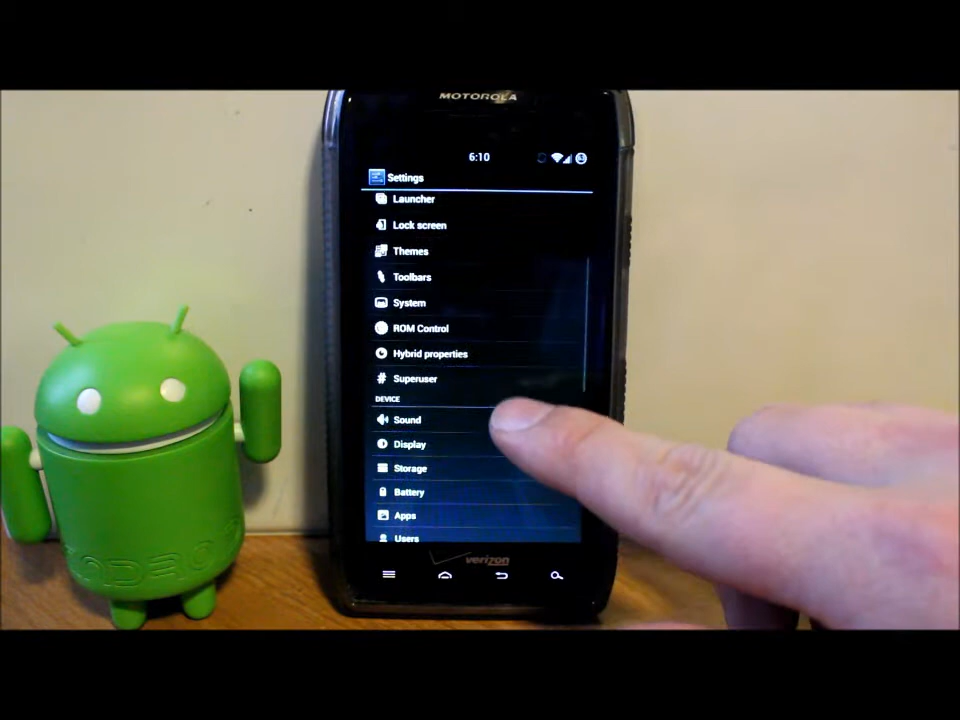 MOTOROLA
6:10
Settings
Launcher
Lock screen
Themes
Toolbars
System
ROM Control
Hybrid properties
# Superuser
DEVICE
Sound
Display
Storage
Battery
Apps
Users
verizon